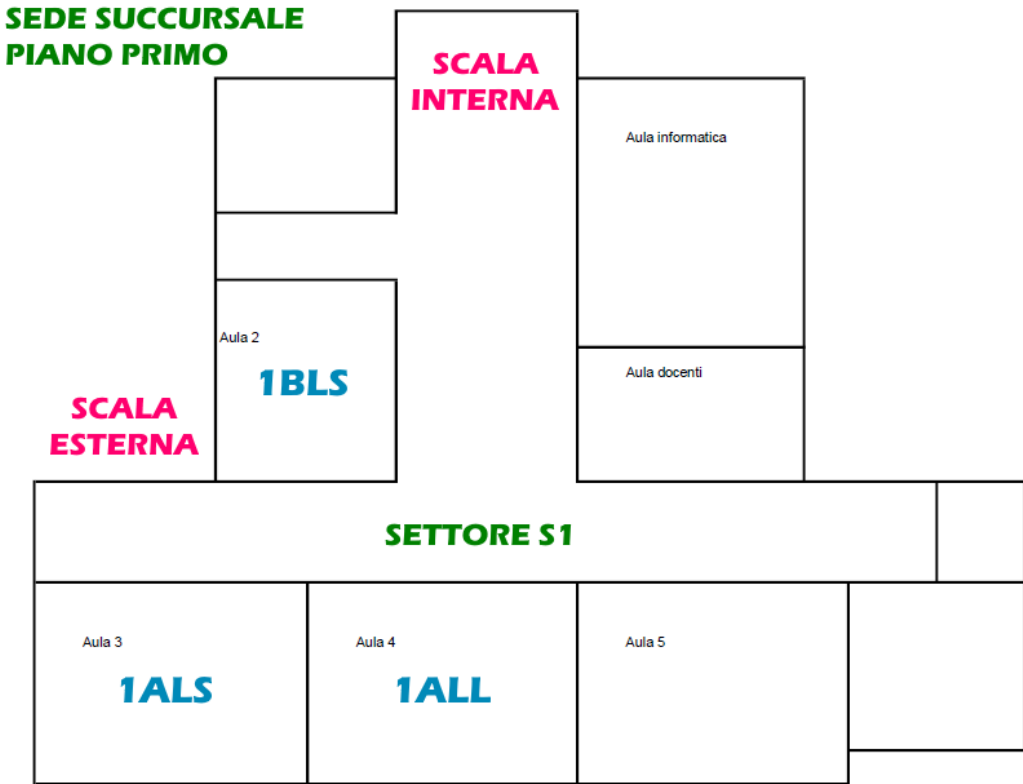 SEDE SUCCURSALE
PIANO PRIMO
SCALA
INTERNA
Aula informatica
Aula 2
1BLS
Aula docenti
SCALA
ESTERNA
SETTORE S1
Aula 3
1ALS
Aula 4
1ALL
Aula 5